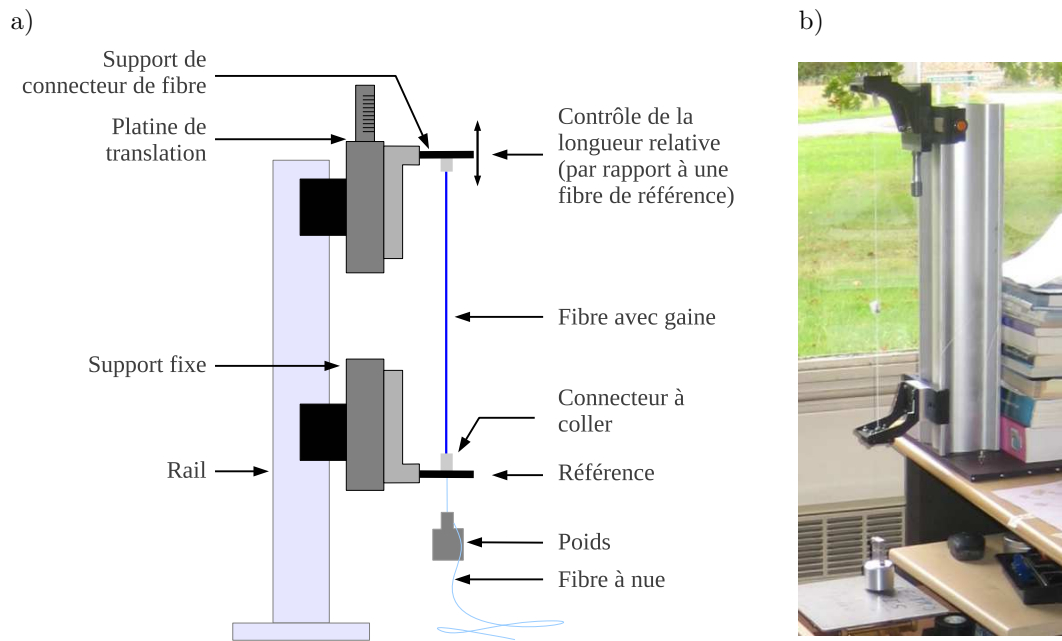 a)
b)
Support de
connecteur de fibre
Platine de
translation
Contrôle de la
longueur relative
(par rapport à une
fibre de référence)
Fibre avec gaine
Support fixe
Connecteur à
coller
Rail
Référence
Poids
Fibre à nue